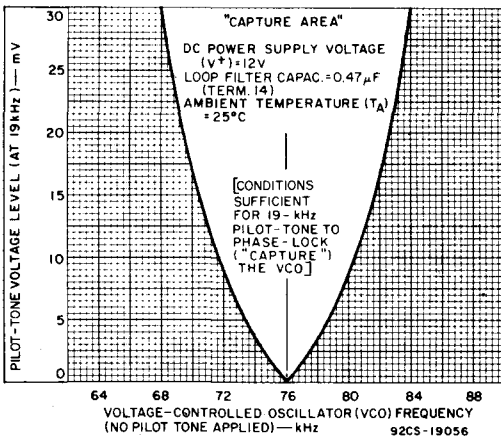 "CAPTURE AREA"
DC POWER SUPPLY VOLTAGE
(V+)=12V
LOOP FILTER CAPAC.=0.47µF
(TERM. 14)
AMBIENT TEMPERATURE (TA)
=25°C
[CONDITIONS
SUFFICIENT
FOR 19-kHz
PILOT-TONE TO
PHASE-LOCK
("CAPTURE")
THE VCO]
PILOT-TONE VOLTAGE LEVEL (AT 19kHz)—mV
30
25
20
15
10
5
0
64 68 72 76 80 84 88
VOLTAGE-CONTROLLED OSCILLATOR (VCO) FREQUENCY
(NO PILOT TONE APPLIED)—kHz
92CS-19056